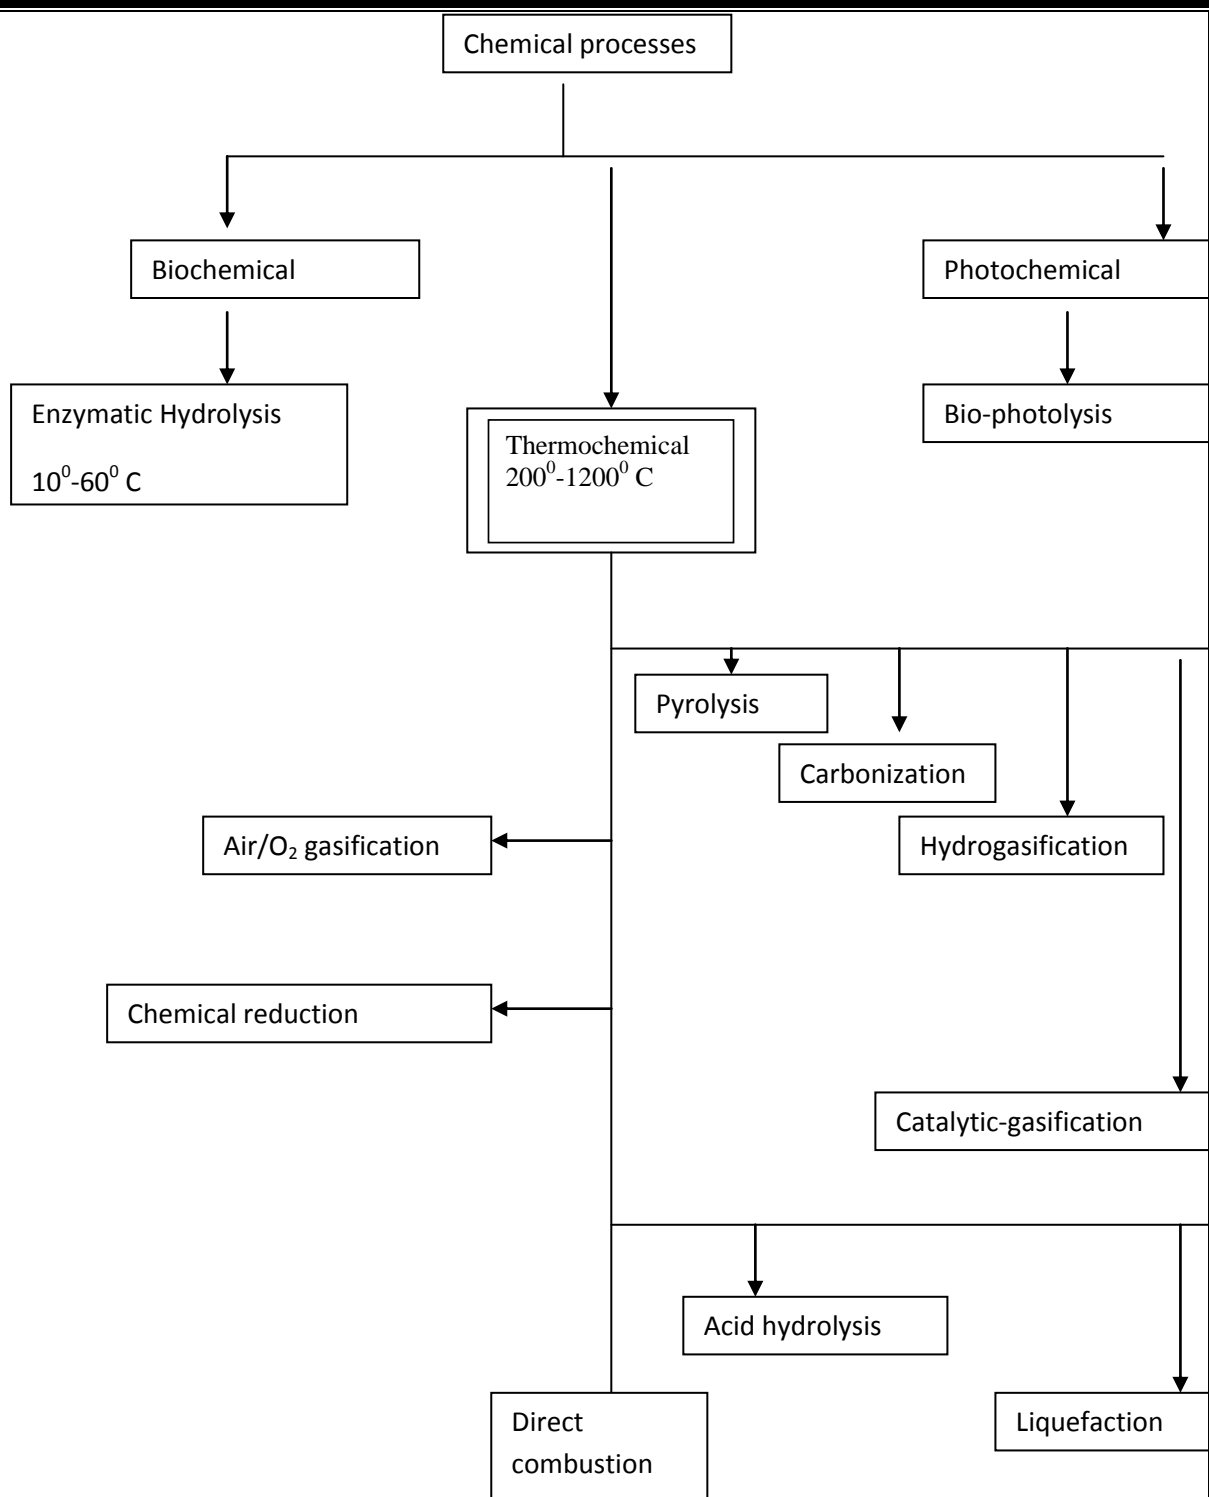 Chemical processes
Biochemical
Photochemical
Enzymatic Hydrolysis
10⁰-60⁰ C
Thermochemical
200⁰-1200⁰ C
Bio-photolysis
Pyrolysis
Carbonization
Air/O₂ gasification
Hydrogasification
Chemical reduction
Catalytic-gasification
Acid hydrolysis
Direct
combustion
Liquefaction